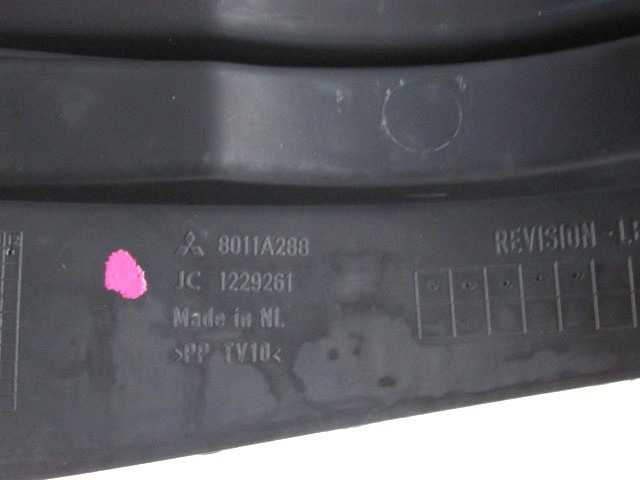 8011A288
JC 1229261
Made in NL
>PP TV10<
REVISION